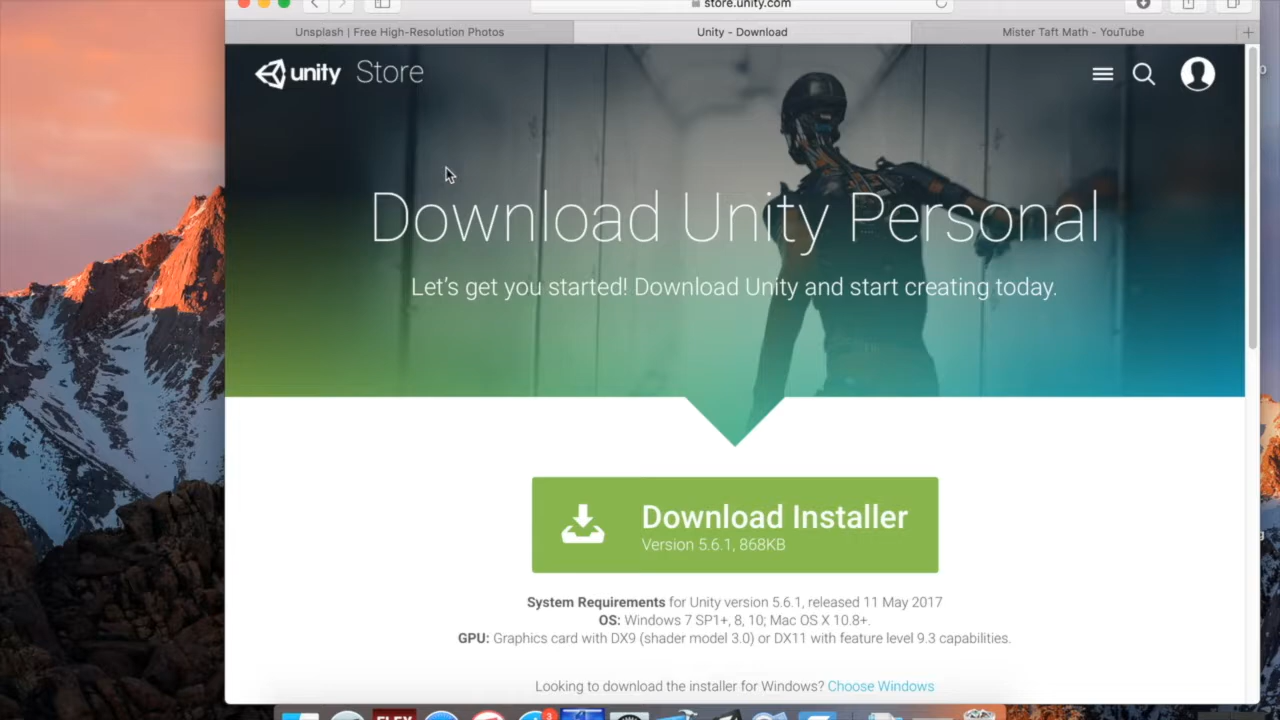 store.unity.com
Unsplash | Free High-Resolution Photos
Unity - Download
Mister Taft Math - YouTube
unity Store
Download Unity Personal
Let's get you started! Download Unity and start creating today.
Download Installer
Version 5.6.1, 868KB
System Requirements for Unity version 5.6.1, released 11 May 2017
OS: Windows 7 SP1+, 8, 10; Mac OS X 10.8+.
GPU: Graphics card with DX9 (shader model 3.0) or DX11 with feature level 9.3 capabilities.
Looking to download the installer for Windows? Choose Windows
FLEX
3